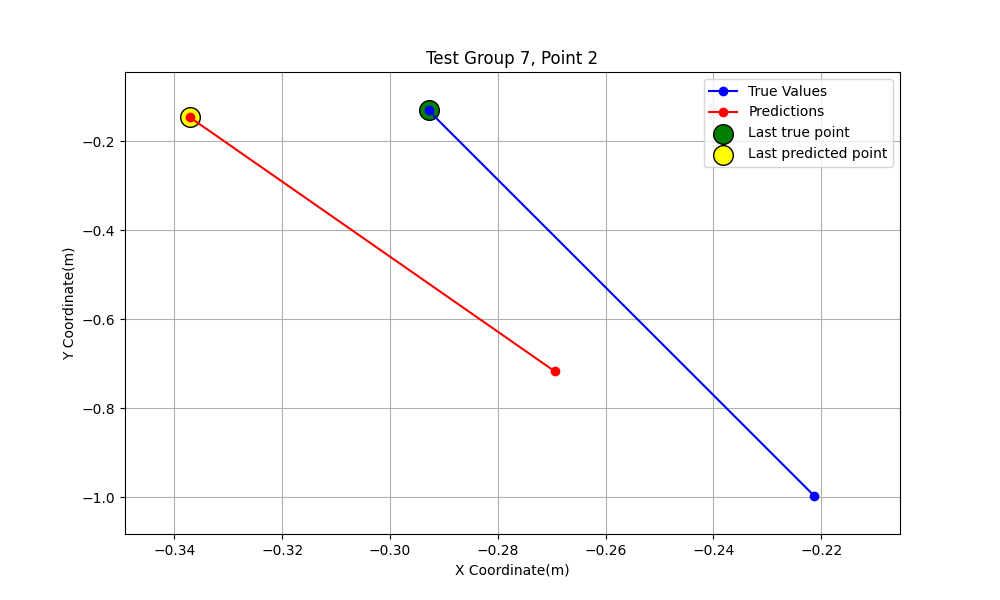 Test Group 7, Point 2
True Values
Predictions
Last true point
Last predicted point
Y Coordinate(m)
−0.2
−0.4
−0.6
−0.8
−1.0
−0.34
−0.32
−0.30
−0.28
−0.26
−0.24
−0.22
X Coordinate(m)